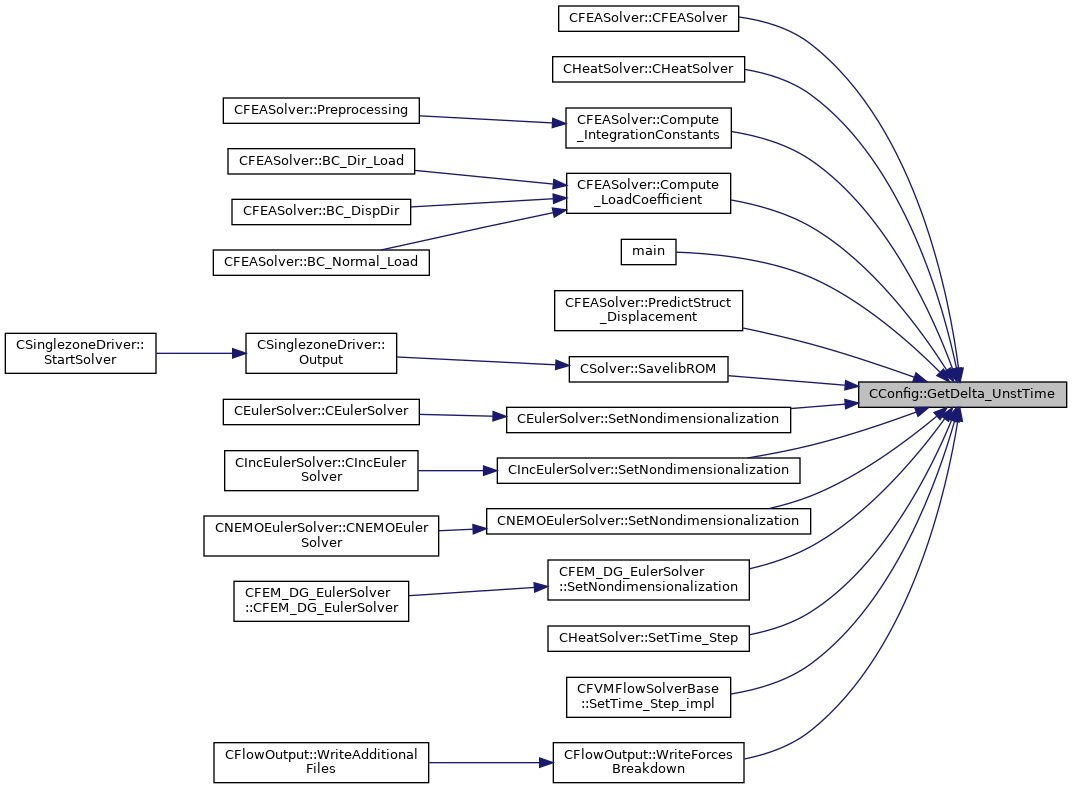 CFEASolver::CFEASolver
CHeatSolver::CHeatSolver
CFEASolver::Preprocessing
CFEASolver::Compute
_IntegrationConstants
CFEASolver::BC_Dir_Load
CFEASolver::Compute
_LoadCoefficient
CFEASolver::BC_DispDir
CFEASolver::BC_Normal_Load
main
CFEASolver::PredictStruct
_Displacement
CSinglezoneDriver::
StartSolver
CSinglezoneDriver::
Output
CSolver::SavelibROM
CConfig::GetDelta_UnstTime
CEulerSolver::CEulerSolver
CEulerSolver::SetNondimensionalization
CIncEulerSolver::CIncEuler
Solver
CIncEulerSolver::SetNondimensionalization
CNEMOEulerSolver::CNEMOEuler
Solver
CNEMOEulerSolver::SetNondimensionalization
CFEM_DG_EulerSolver
::CFEM_DG_EulerSolver
CFEM_DG_EulerSolver
::SetNondimensionalization
CHeatSolver::SetTime_Step
CFVMFlowSolverBase
::SetTime_Step_impl
CFlowOutput::WriteAdditional
Files
CFlowOutput::WriteForces
Breakdown